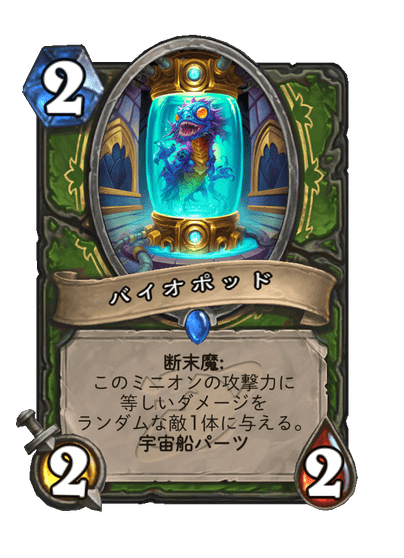 2
バイオポッド
断末魔:
このミニオンの攻撃力に
等しいダメージを
ランダムな敵1体に与える。
宇宙船パーツ
2
2